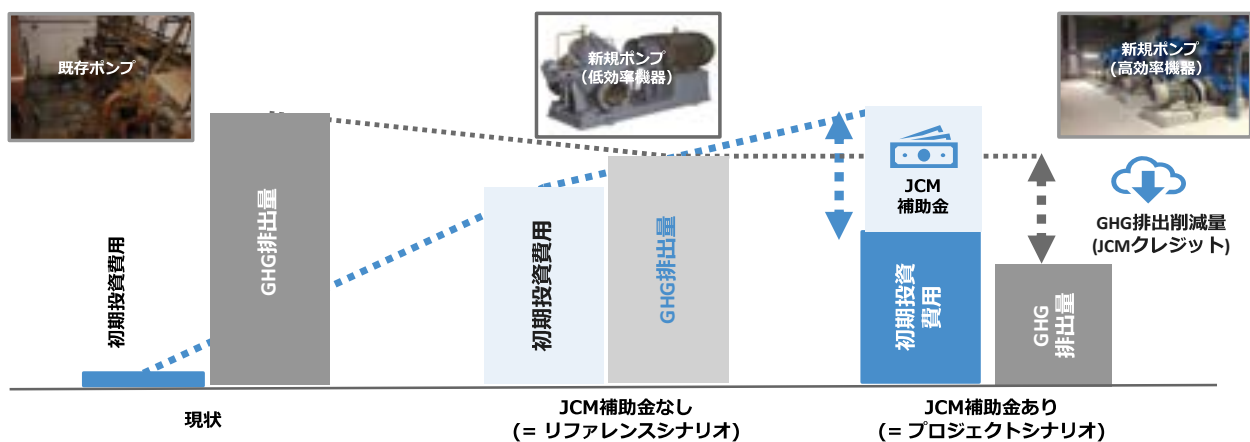 既存ポンプ
新規ポンプ
（低効率機器）
新規ポンプ
(高効率機器)
初期投資費用
GHG排出量
初期投資費用
GHG排出量
JCM
補助金
初期投資
費用
GHG
排出量
GHG排出削減量
(JCMクレジット)
現状
JCM補助金なし
(= リファレンスシナリオ)
JCM補助金あり
(= プロジェクトシナリオ)